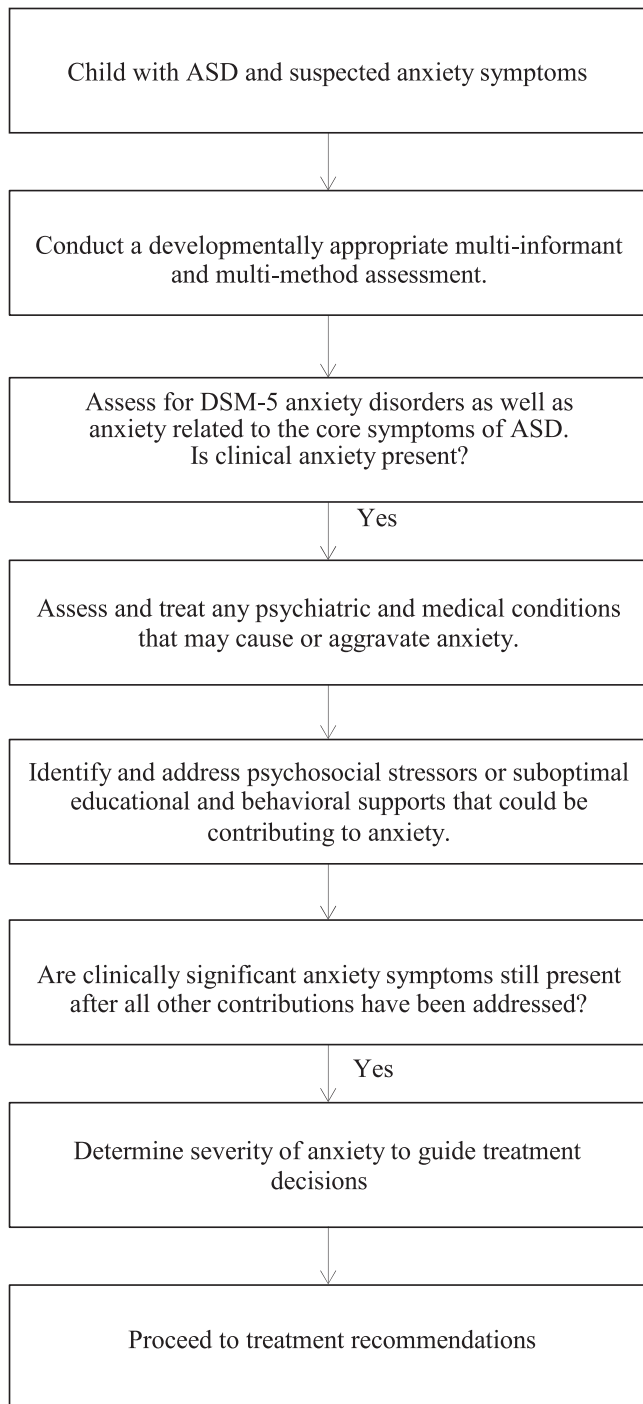 Child with ASD and suspected anxiety symptoms
Conduct a developmentally appropriate multi-informant
and multi-method assessment.
Assess for DSM-5 anxiety disorders as well as
anxiety related to the core symptoms of ASD.
Is clinical anxiety present?
Yes
Assess and treat any psychiatric and medical conditions
that may cause or aggravate anxiety.
Identify and address psychosocial stressors or suboptimal
educational and behavioral supports that could be
contributing to anxiety.
Are clinically significant anxiety symptoms still present
after all other contributions have been addressed?
Yes
Determine severity of anxiety to guide treatment
decisions
Proceed to treatment recommendations